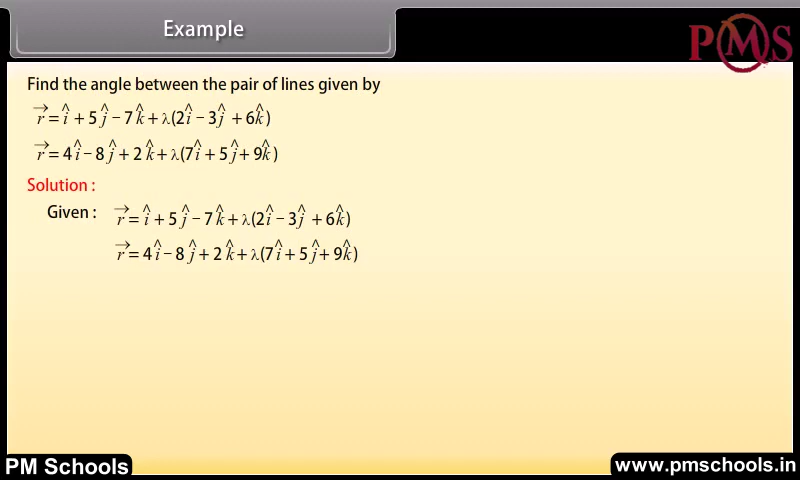 Example
PMS
Find the angle between the pair of lines given by
r⃗ = î + 5ĵ − 7k̂ + λ(2î − 3ĵ + 6k̂)
r⃗ = 4î − 8ĵ + 2k̂ + λ(7î + 5ĵ + 9k̂)
Solution :
Given : r⃗ = î + 5ĵ − 7k̂ + λ(2î − 3ĵ + 6k̂)
r⃗ = 4î − 8ĵ + 2k̂ + λ(7î + 5ĵ + 9k̂)
PM Schools
www.pmschools.in